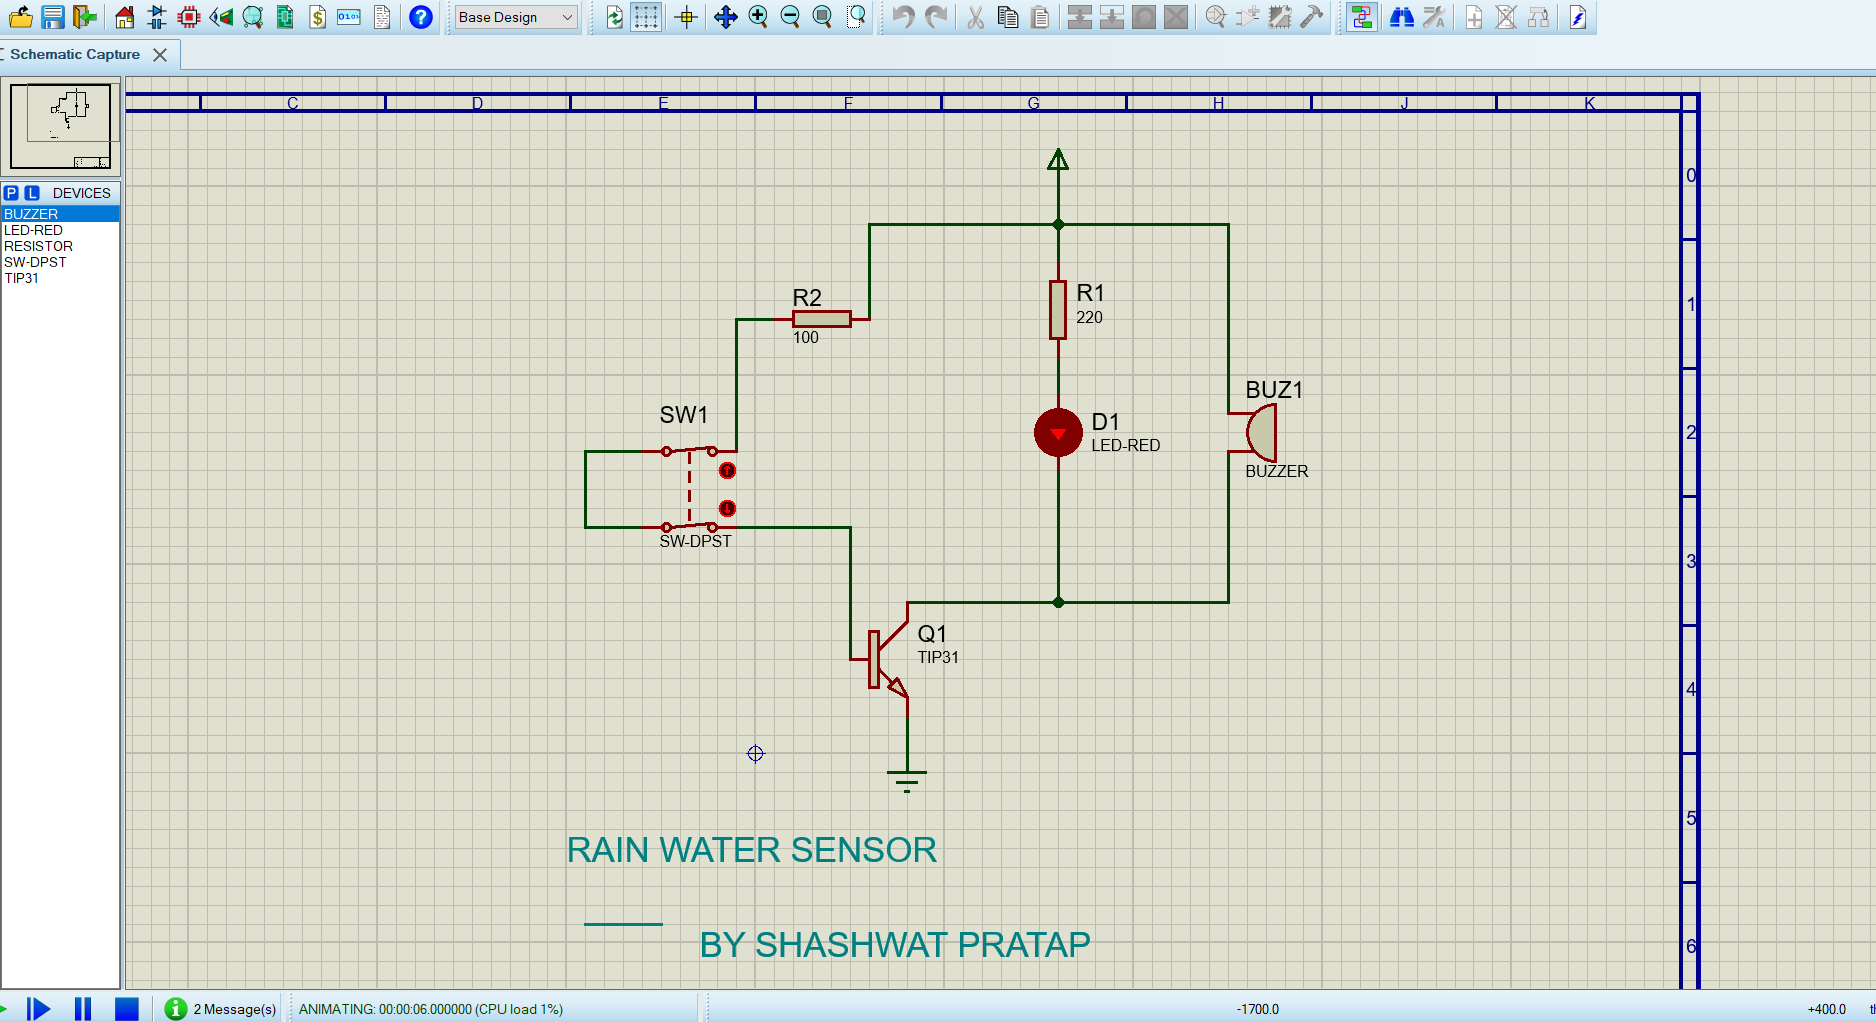 Base Design
Schematic Capture
C D E F G H J K
P L DEVICES
BUZZER
LED-RED
RESISTOR
SW-DPST
TIP31
0
1
2
3
4
5
6
R2
100
R1
220
SW1
SW-DPST
D1
LED-RED
BUZ1
BUZZER
Q1
TIP31
RAIN WATER SENSOR
BY SHASHWAT PRATAP
2 Message(s)
ANIMATING: 00:00:06.000000 (CPU load 1%)
-1700.0
+400.0
th